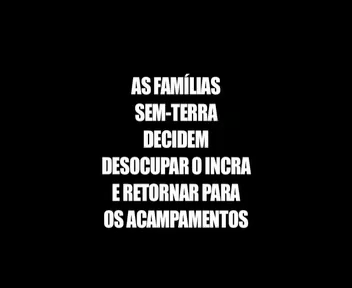 AS FAMÍLIAS
SEM-TERRA
DECIDEM
DESOCUPAR O INCRA
E RETORNAR PARA
OS ACAMPAMENTOS